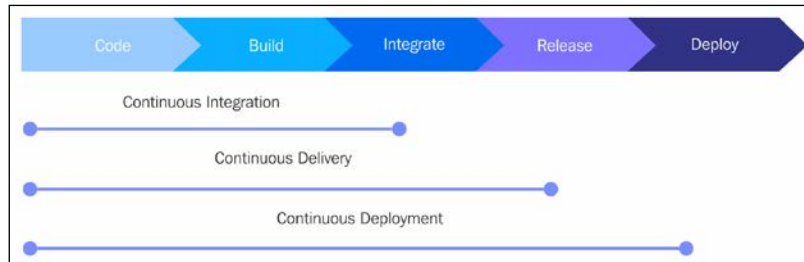 Code Build Integrate Release Deploy
Continuous Integration
Continuous Delivery
Continuous Deployment